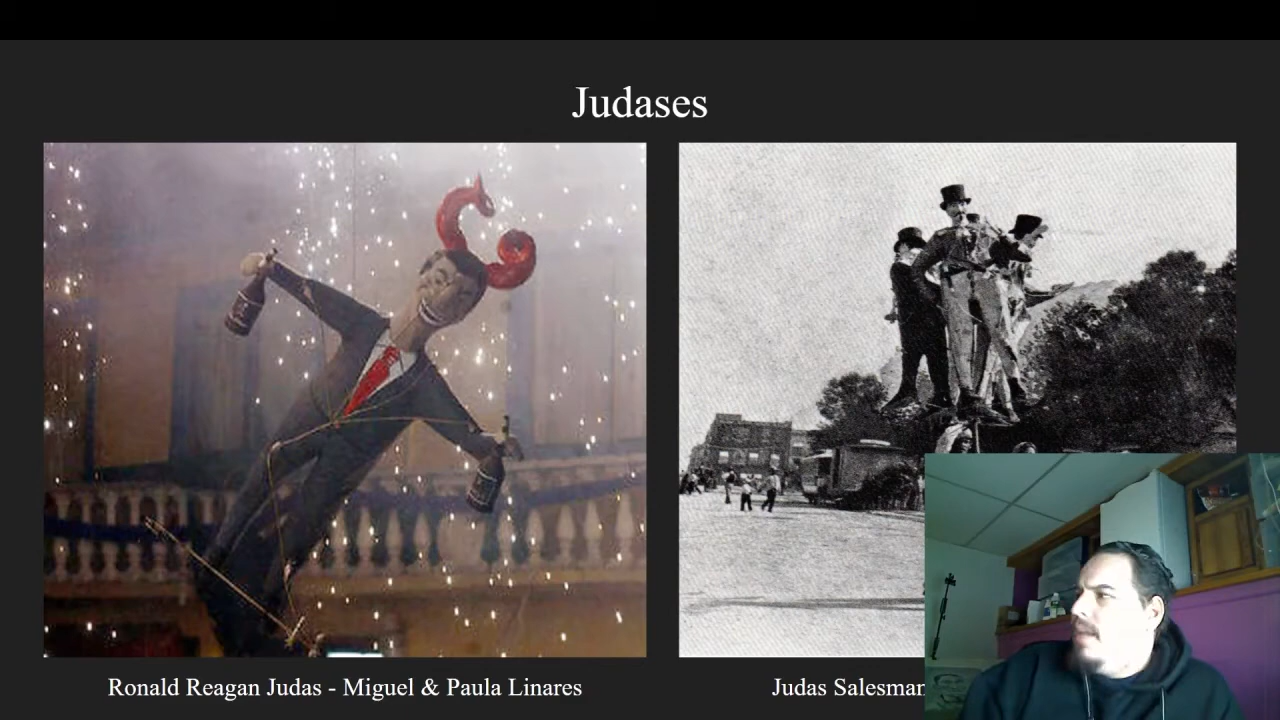 Judases
Ronald Reagan Judas - Miguel & Paula Linares
Judas Salesman